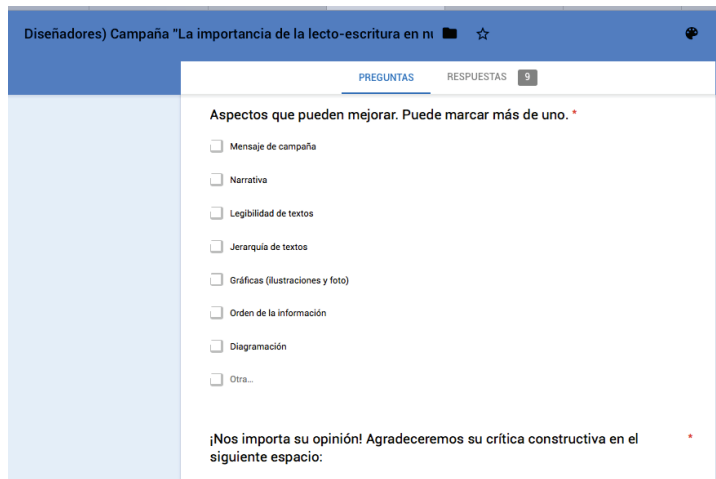 Diseñadores) Campaña "La importancia de la lecto-escritura en nu
PREGUNTAS RESPUESTAS 9
Aspectos que pueden mejorar. Puede marcar más de uno. *
Mensaje de campaña
Narrativa
Legibilidad de textos
Jerarquía de textos
Gráficas (ilustraciones y foto)
Orden de la información
Diagramación
Otra...
¡Nos importa su opinión! Agradeceremos su crítica constructiva en el *
siguiente espacio: